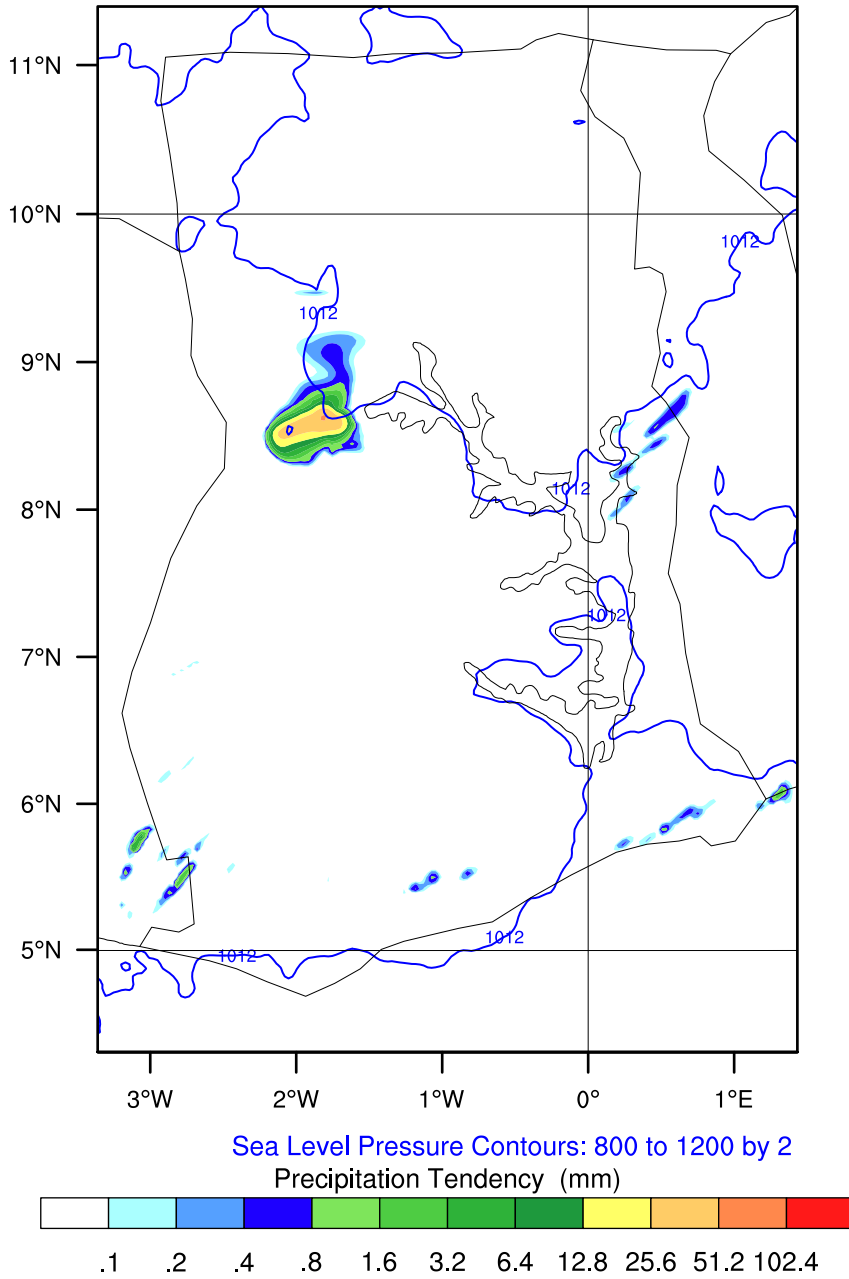 11°N
10°N
1012
1012
9°N
8°N
1012
1012
7°N
6°N
5°N
1012
1012
3°W 2°W 1°W 0° 1°E
Sea Level Pressure Contours: 800 to 1200 by 2
Precipitation Tendency (mm)
.1 .2 .4 .8 1.6 3.2 6.4 12.8 25.6 51.2 102.4